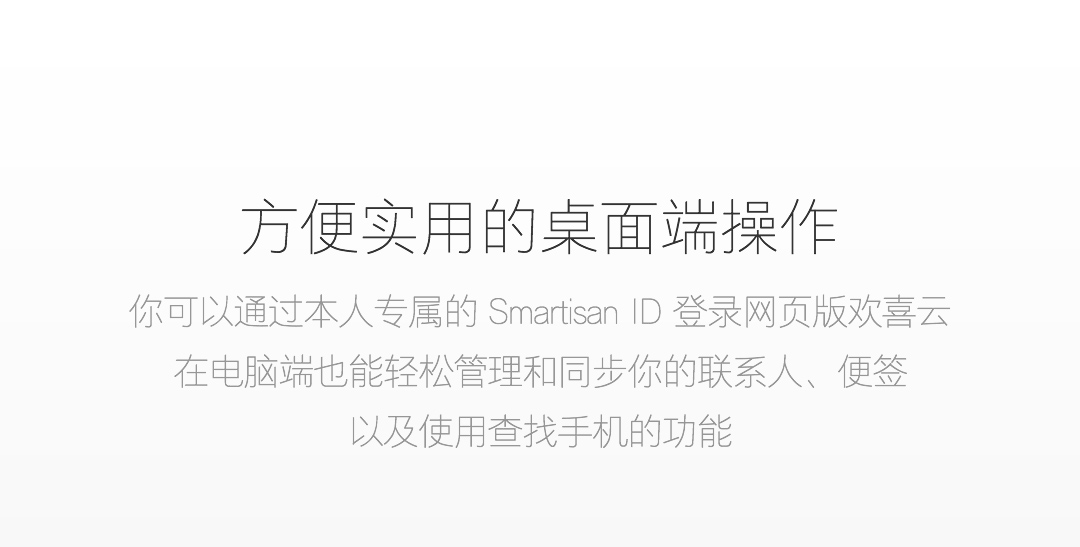 方便实用的桌面端操作
你可以通过本人专属的 Smartisan ID 登录网页版欢喜云
在电脑端也能轻松管理和同步你的联系人、便签
以及使用查找手机的功能